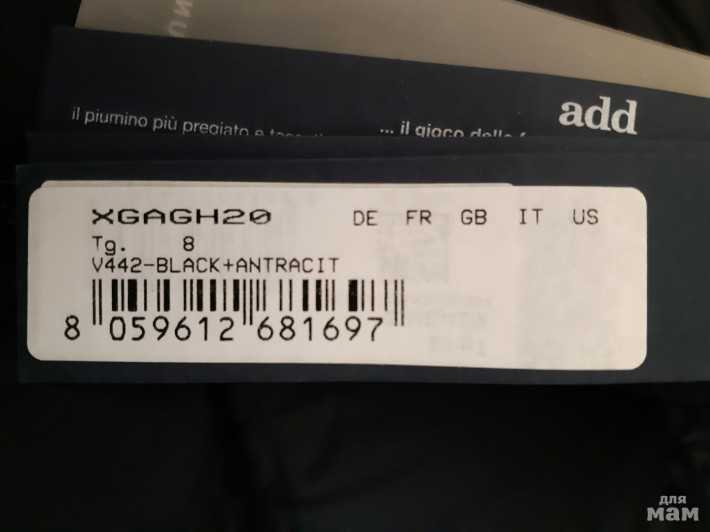 add
il piumino più pregiato e
... il gioco delle
XGAGH20 DE FR GB IT US
Tg. 8
V442-BLACK+ANTRACIT
8 059612 681697
для
мам